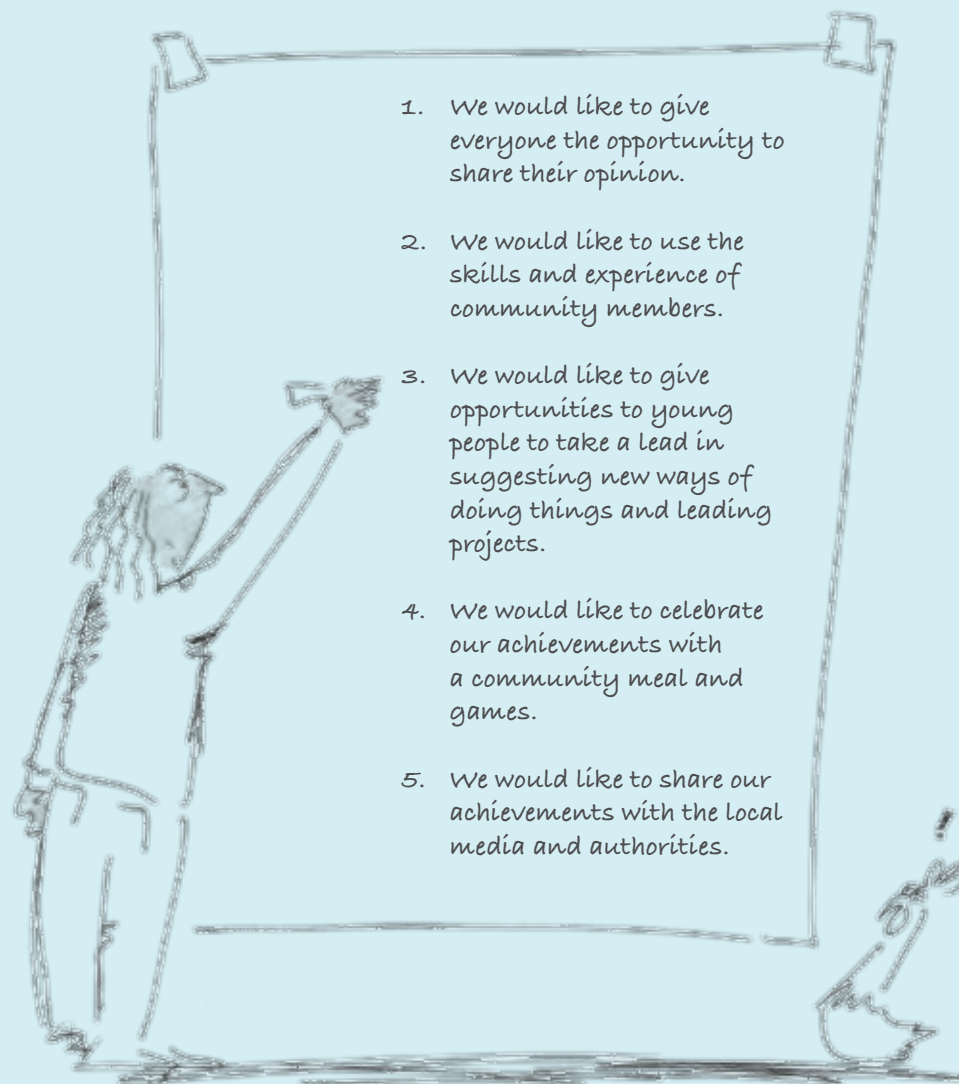 1. We would like to give
everyone the opportunity to
share their opinion.
2. We would like to use the
skills and experience of
community members.
3. We would like to give
opportunities to young
people to take a lead in
suggesting new ways of
doing things and leading
projects.
4. We would like to celebrate
our achievements with
a community meal and
games.
5. We would like to share our
achievements with the local
media and authorities.